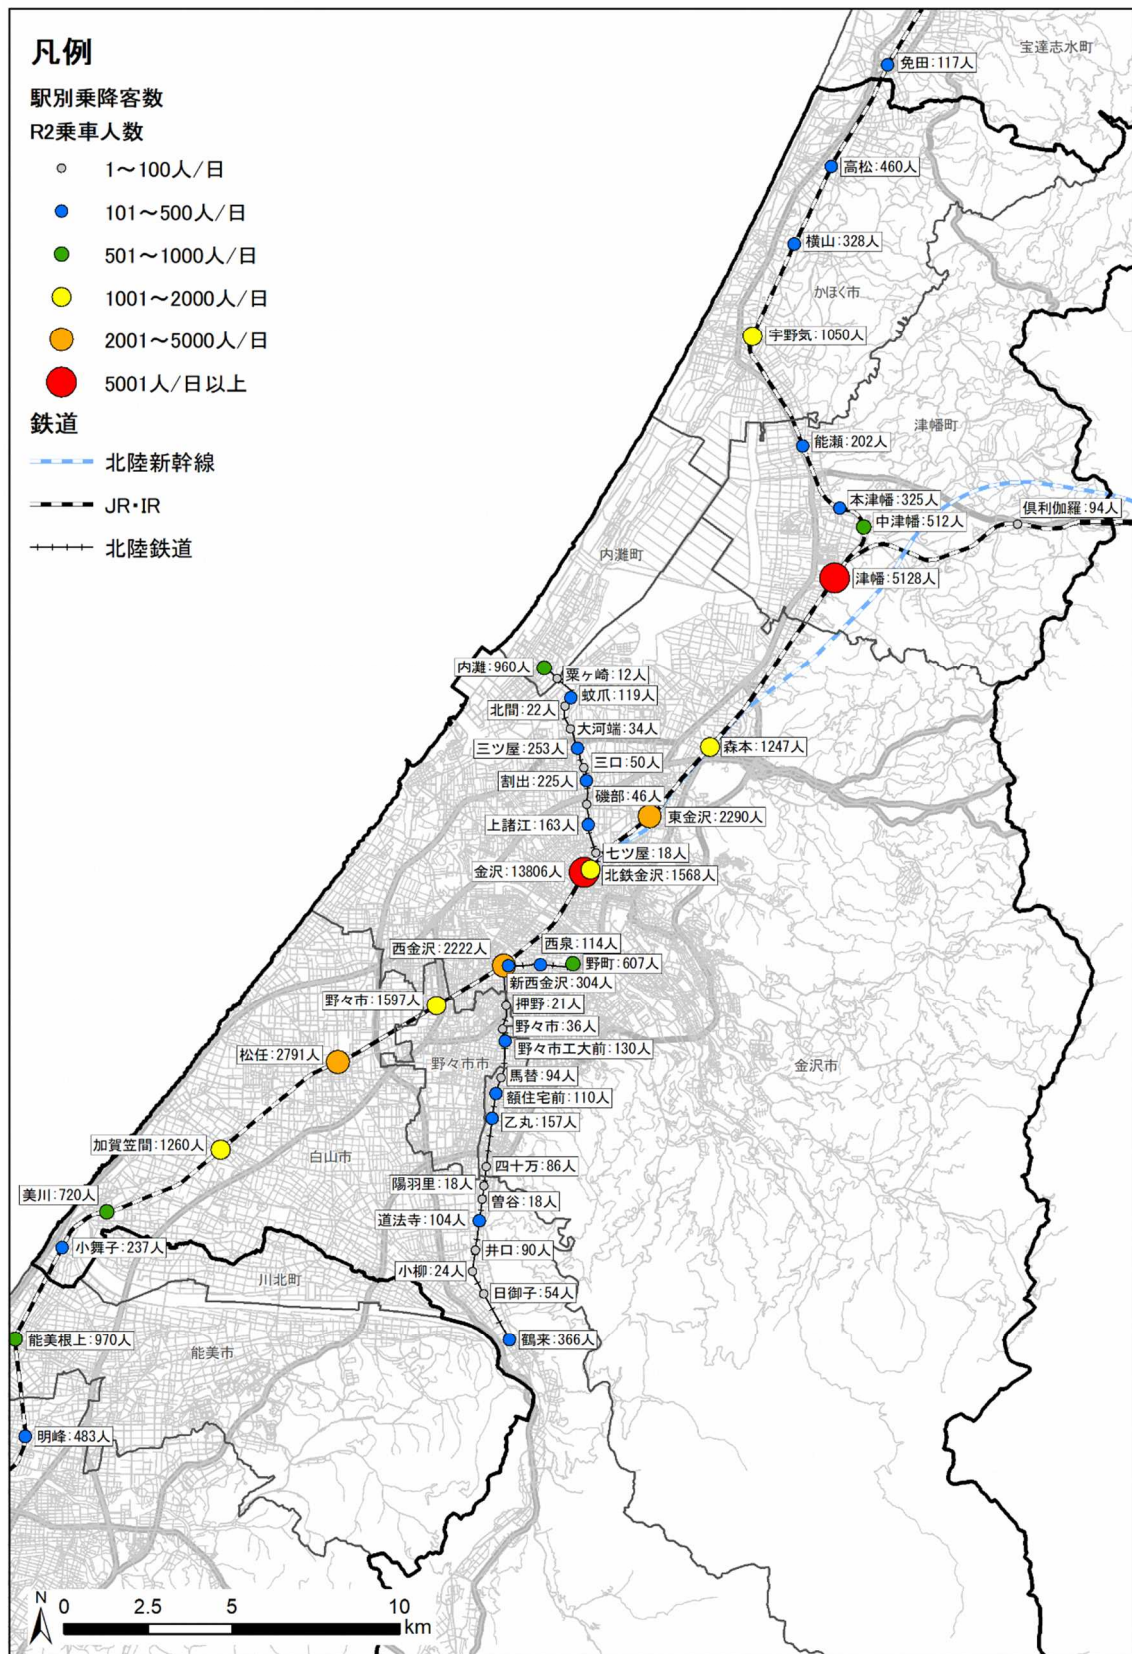 凡例
駅別乗降客数
R2乗車人数
1～100人/日
101～500人/日
501～1000人/日
1001～2000人/日
2001～5000人/日
5001人/日以上
鉄道
北陸新幹線
JR・IR
北陸鉄道
宝達志水町
免田:117人
高松:460人
横山:328人
かほく市
宇野気:1050人
津幡町
能瀬:202人
本津幡:325人
倶利伽羅:94人
中津幡:512人
内灘町
津幡:5128人
内灘:960人
粟ヶ崎:12人
蚊爪:119人
北間:22人
大河端:34人
三ツ屋:253人
森本:1247人
三口:50人
割出:225人
磯部:46人
東金沢:2290人
上諸江:163人
七ツ屋:18人
金沢:13806人
北鉄金沢:1568人
西金沢:2222人
西泉:114人
野町:607人
新西金沢:304人
野々市:1597人
押野:21人
野々市:36人
野々市工大前:130人
松任:2791人
野々市市
金沢市
馬替:94人
額住宅前:110人
乙丸:157人
加賀笠間:1260人
白山市
四十万:86人
陽羽里:18人
曽谷:18人
美川:720人
道法寺:104人
小舞子:237人
井口:90人
小柳:24人
川北町
日御子:54人
能美根上:970人
鶴来:366人
能美市
明峰:483人
N
0 2.5 5 10
km